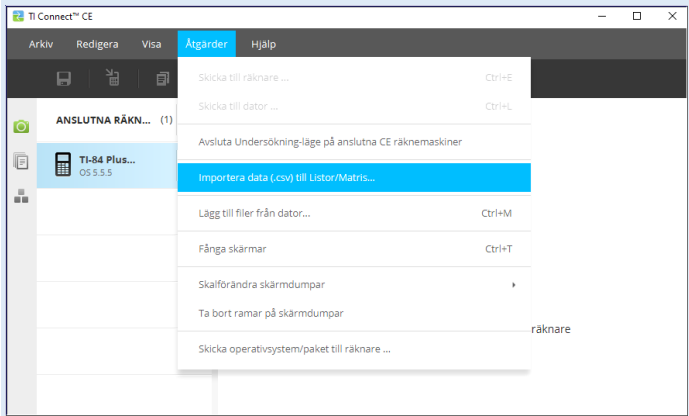 TI Connect™ CE
Arkiv Redigera Visa Åtgärder Hjälp
Skicka till räknare ... Ctrl+E
Skicka till dator ... Ctrl+L
ANSLUTNA RÄKN... (1)
Avsluta Undersökning-läge på anslutna CE räknemaskiner
TI-84 Plus...
OS 5.5.5
Importera data (.csv) till Listor/Matris...
Lägg till filer från dator... Ctrl+M
Fånga skärmar Ctrl+T
Skalförändra skärmdumpar
Ta bort ramar på skärmdumpar
räknare
Skicka operativsystem/paket till räknare ...